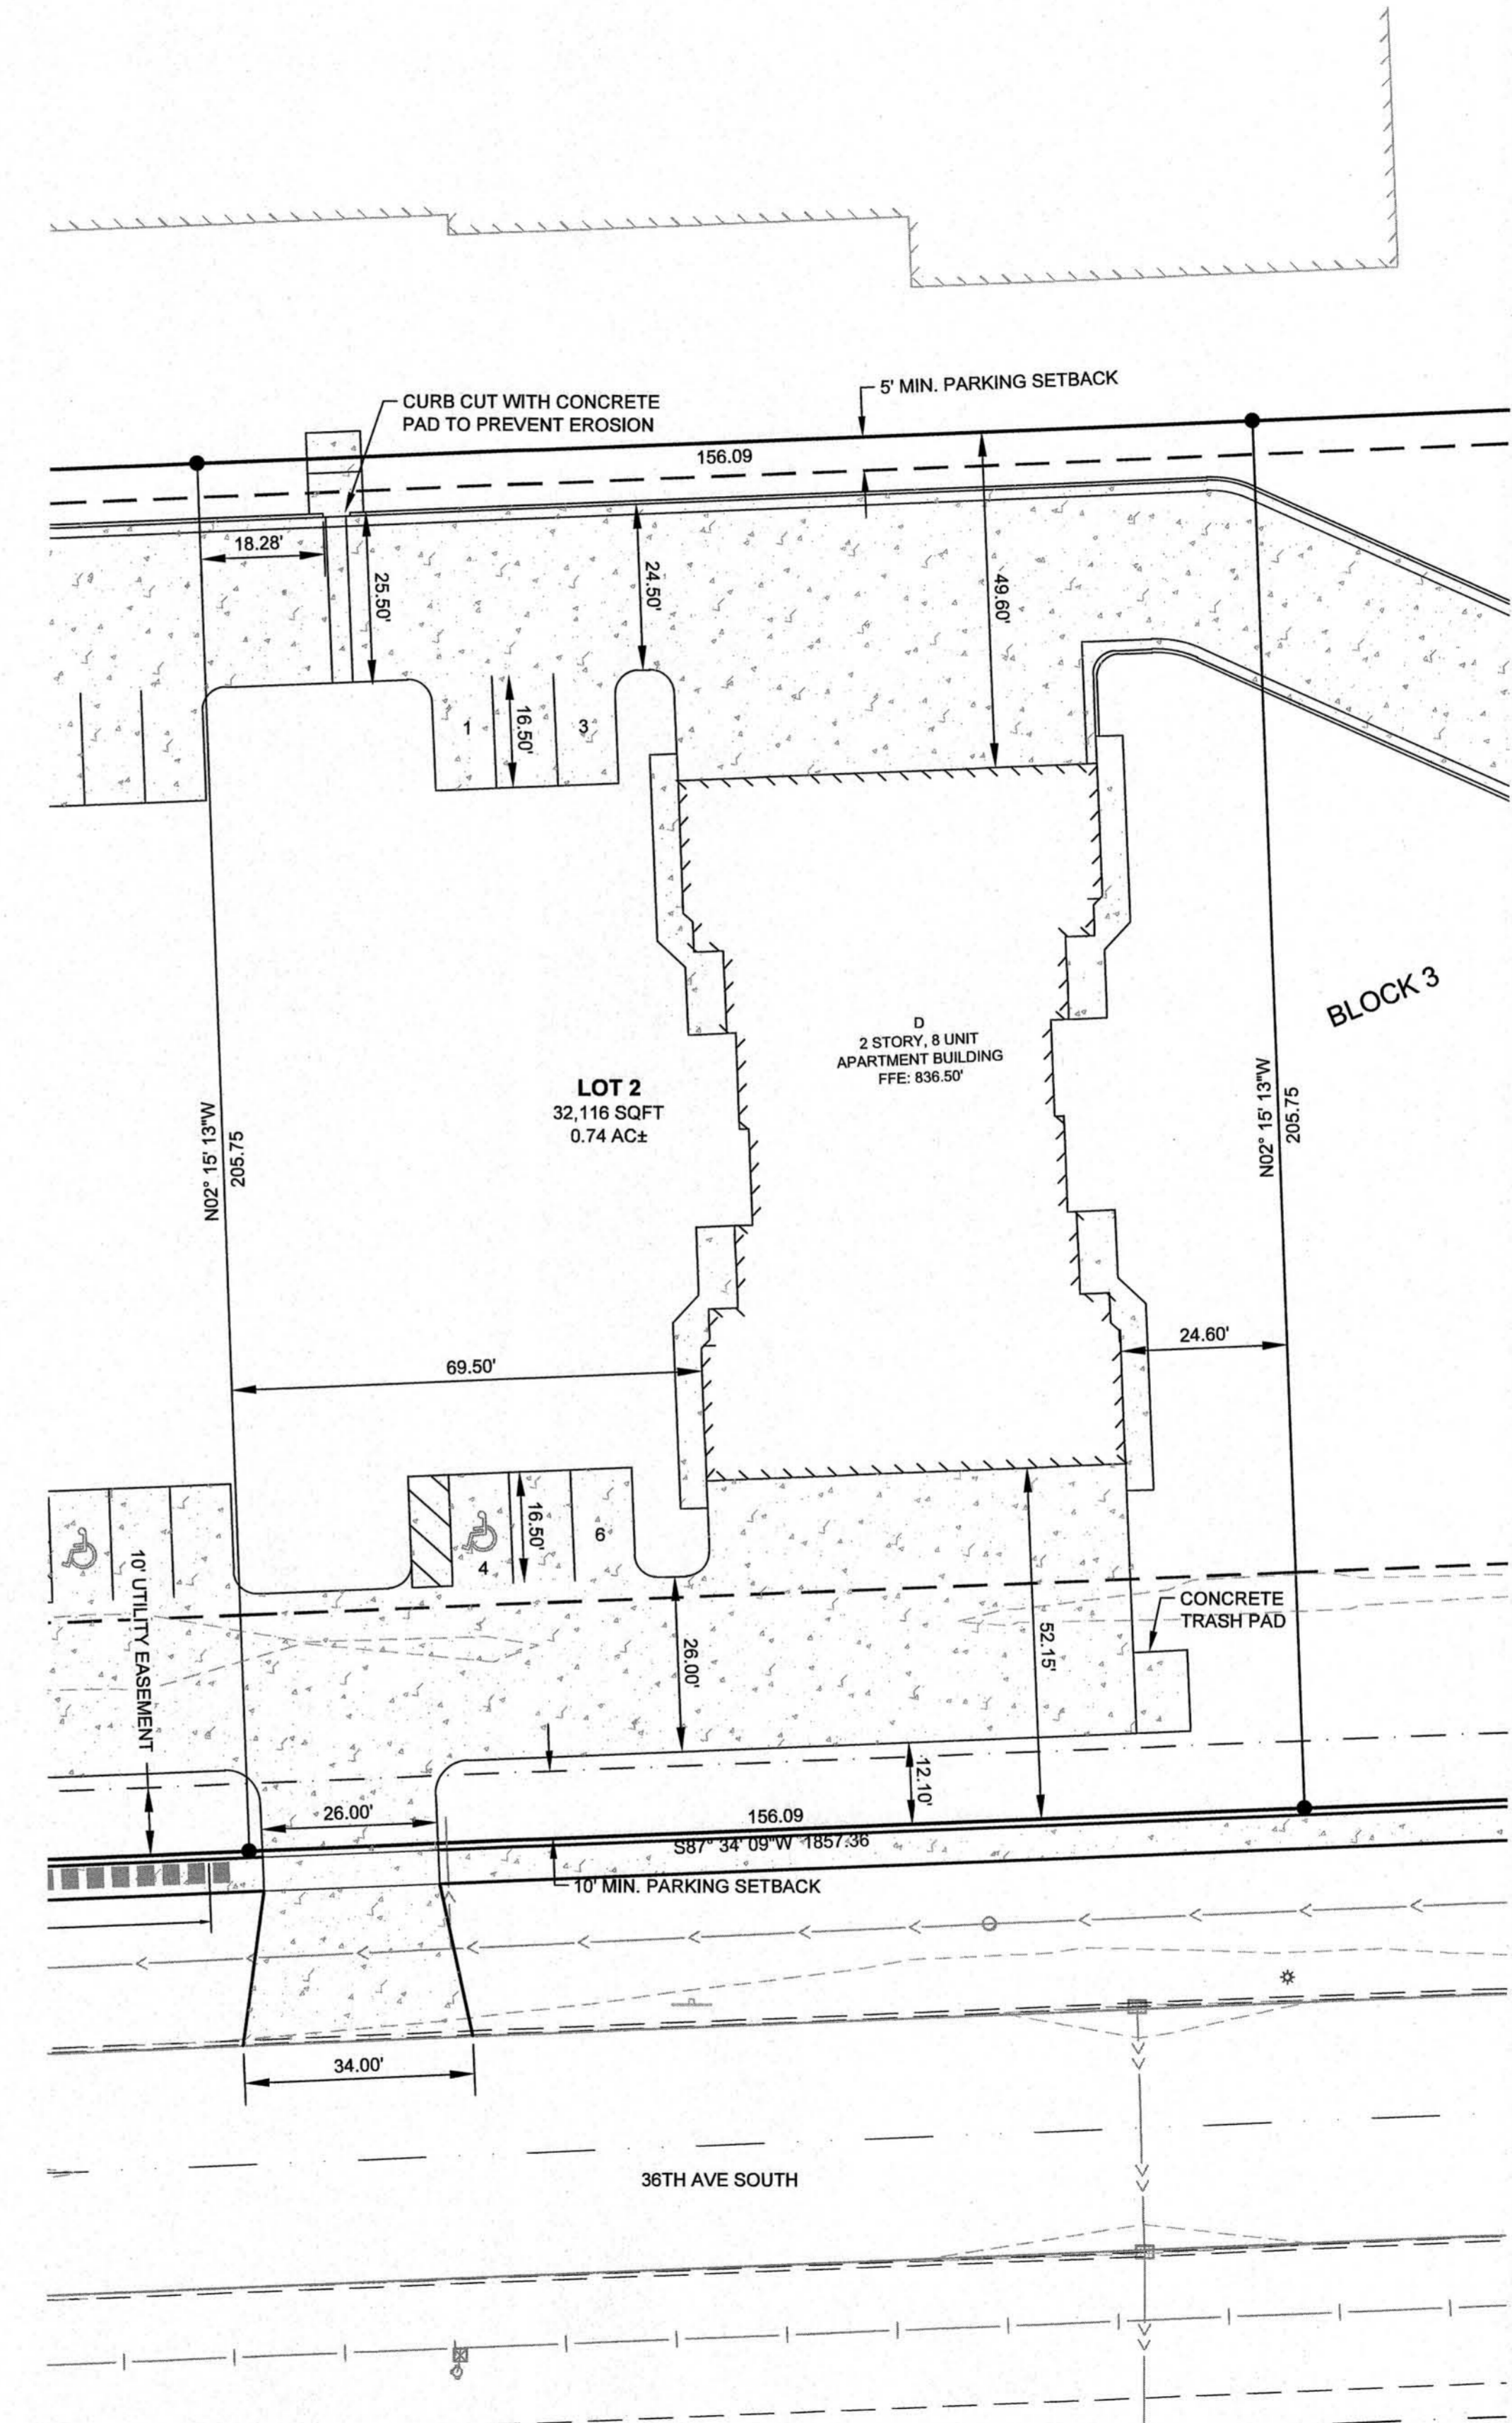 5' MIN. PARKING SETBACK
CURB CUT WITH CONCRETE
PAD TO PREVENT EROSION
156.09
18.28'
25.50'
24.50'
49.60'
1
16.50'
3
BLOCK 3
D
2 STORY, 8 UNIT
APARTMENT BUILDING
FFE: 836.50'
LOT 2
32,116 SQFT
0.74 AC±
N02° 15' 13"W
205.75
N02° 15' 13"W
205.75
24.60'
69.50'
4
16.50'
6
10' UTILITY EASEMENT
CONCRETE
TRASH PAD
26.00'
52.15'
12.10'
26.00'
156.09
S87° 34' 09"W 1857.36
10' MIN. PARKING SETBACK
34.00'
36TH AVE SOUTH